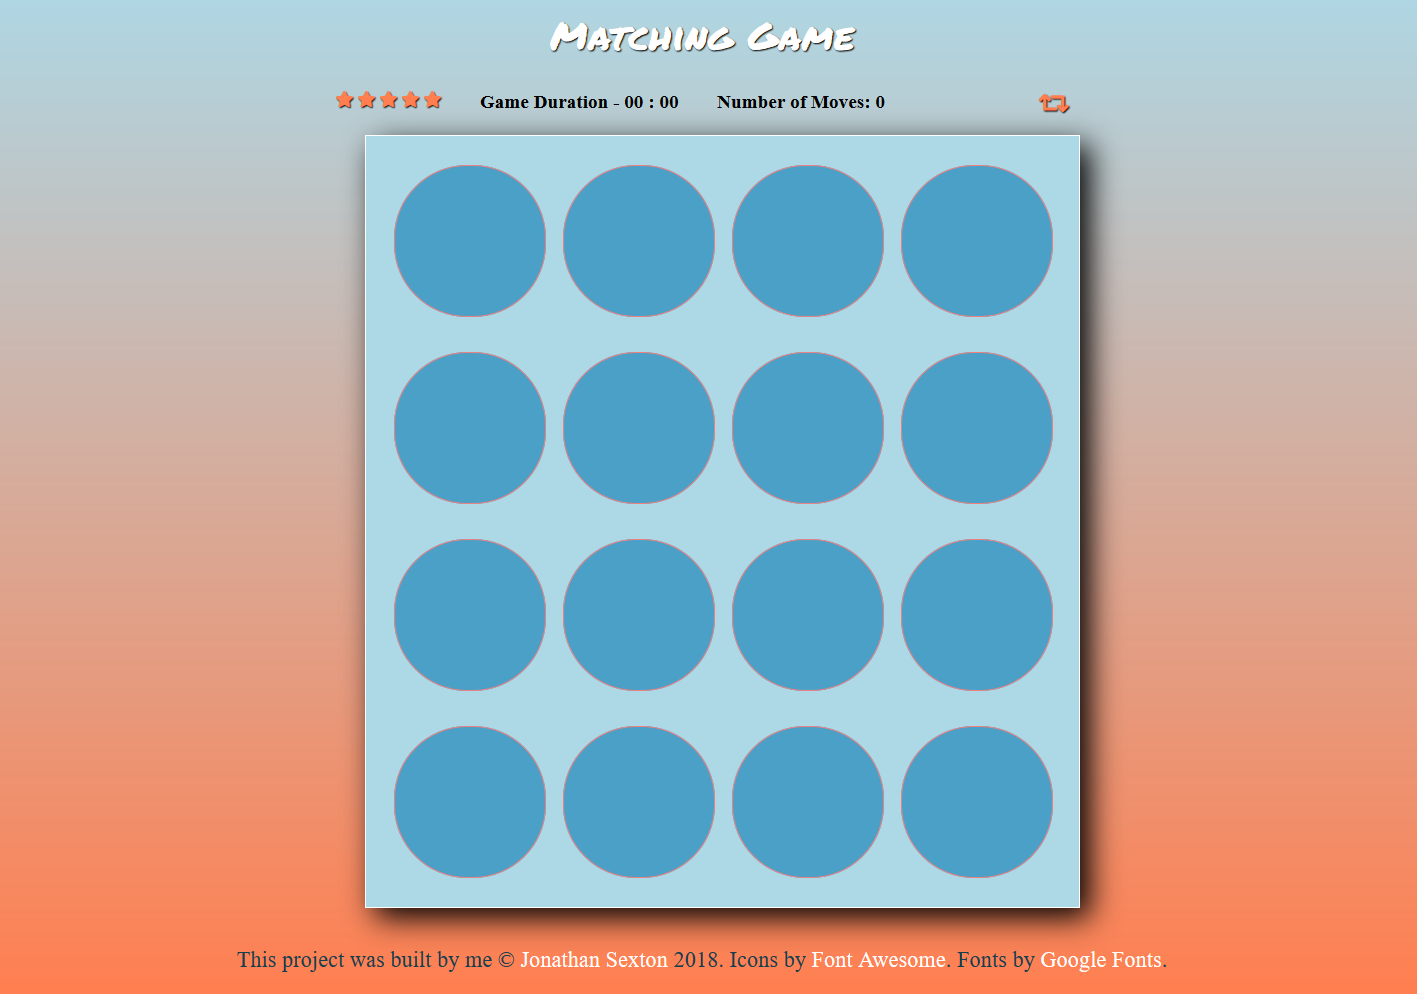 Matching Game
Game Duration - 00 : 00 Number of Moves: 0
This project was built by me © Jonathan Sexton 2018. Icons by Font Awesome. Fonts by Google Fonts.